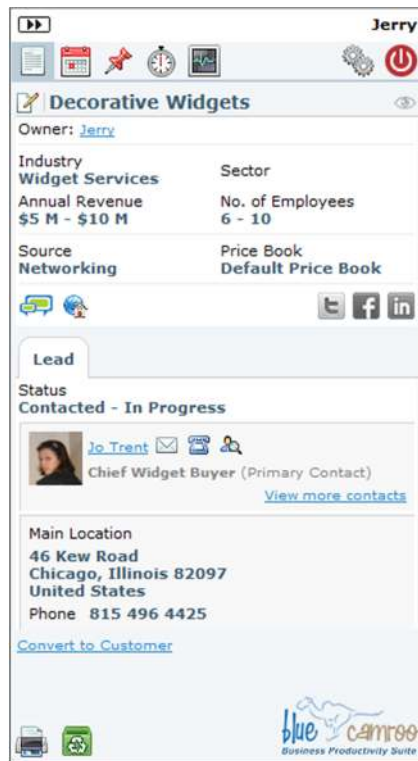 Jerry
Decorative Widgets
Owner: Jerry
Industry
Widget Services
Sector
Annual Revenue
$5 M - $10 M
No. of Employees
6 - 10
Source
Networking
Price Book
Default Price Book
Lead
Status
Contacted - In Progress
Jo Trent
Chief Widget Buyer (Primary Contact)
View more contacts
Main Location
46 Kew Road
Chicago, Illinois 82097
United States
Phone 815 496 4425
Convert to Customer
blue camroo
Business Productivity Suite